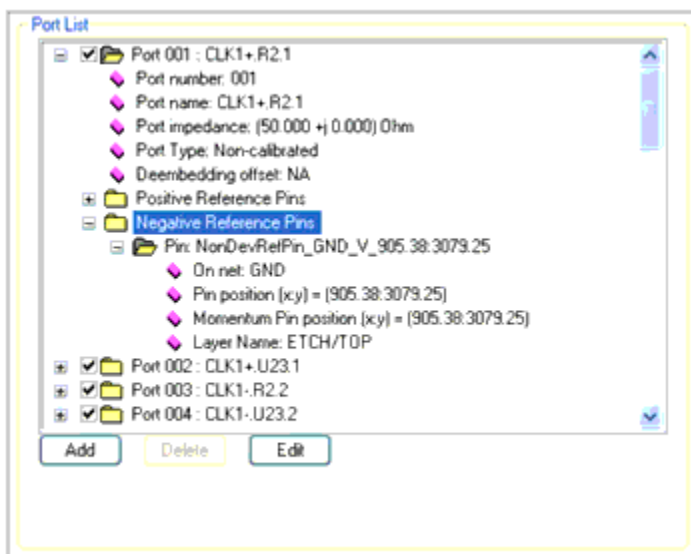 Port List
Port 001 : CLK1+.R2.1
Port number: 001
Port name: CLK1+.R2.1
Port impedance: (50.000 +j 0.000) Ohm
Port Type: Non-calibrated
Deembedding offset: NA
Positive Reference Pins
Negative Reference Pins
Pin: NonDevRefPin_GND_V_905.38:3079.25
On net: GND
Pin position (x:y) = (905.38:3079.25)
Momentum Pin position (x:y) = (905.38:3079.25)
Layer Name: ETCH/TOP
Port 002 : CLK1+.U23.1
Port 003 : CLK1-.R2.2
Port 004 : CLK1-.U23.2
Add Delete Edit